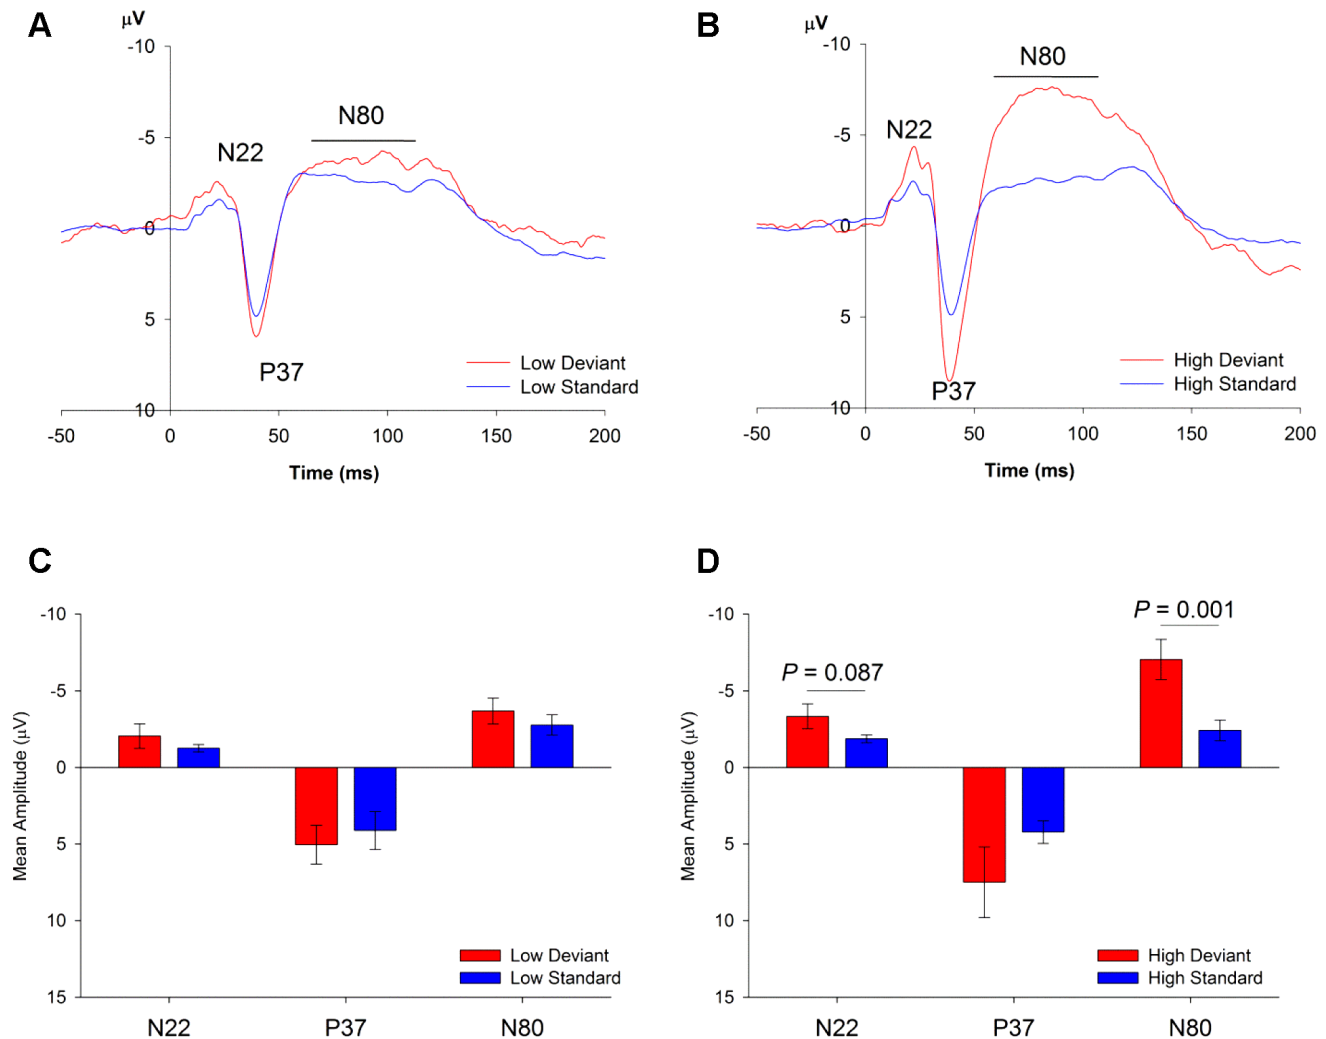 A
μV
-10
-5
0
5
10
N22
N80
P37
Low Deviant
Low Standard
-50 0 50 100 150 200
Time (ms)
B
μV
-10
-5
0
5
10
N22
N80
P37
High Deviant
High Standard
-50 0 50 100 150 200
Time (ms)
C
Mean Amplitude (μV)
-10
-5
0
5
10
15
Low Deviant
Low Standard
N22 P37 N80
D
Mean Amplitude (μV)
-10
-5
0
5
10
15
P = 0.087
P = 0.001
High Deviant
High Standard
N22 P37 N80